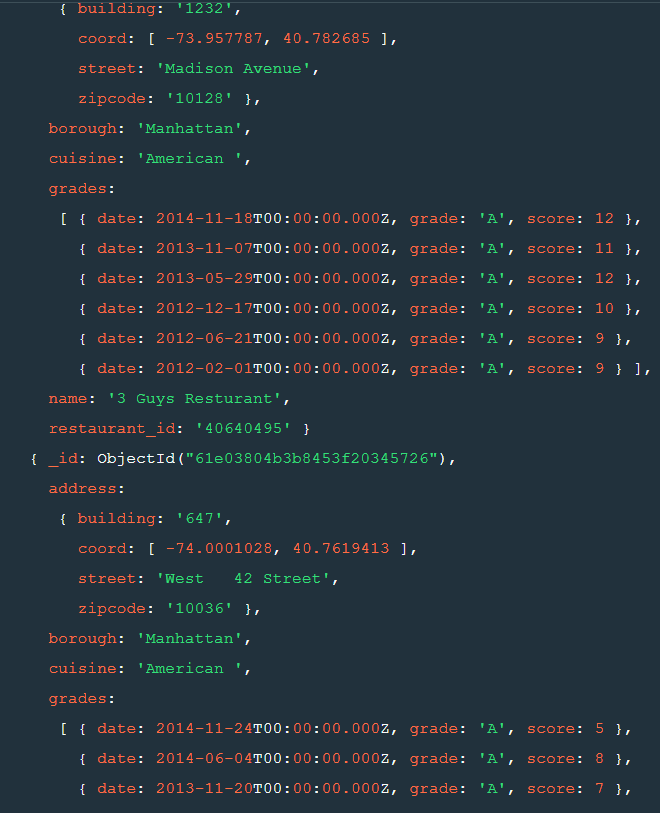 { building: '1232',
coord: [ -73.957787, 40.782685 ],
street: 'Madison Avenue',
zipcode: '10128' },
borough: 'Manhattan',
cuisine: 'American ',
grades:
[ { date: 2014-11-18T00:00:00.000Z, grade: 'A', score: 12 },
{ date: 2013-11-07T00:00:00.000Z, grade: 'A', score: 11 },
{ date: 2013-05-29T00:00:00.000Z, grade: 'A', score: 12 },
{ date: 2012-12-17T00:00:00.000Z, grade: 'A', score: 10 },
{ date: 2012-06-21T00:00:00.000Z, grade: 'A', score: 9 },
{ date: 2012-02-01T00:00:00.000Z, grade: 'A', score: 9 } ],
name: '3 Guys Resturant',
restaurant_id: '40640495' }
{ _id: ObjectId("61e03804b3b8453f20345726"),
address:
{ building: '647',
coord: [ -74.0001028, 40.7619413 ],
street: 'West   42 Street',
zipcode: '10036' },
borough: 'Manhattan',
cuisine: 'American ',
grades:
[ { date: 2014-11-24T00:00:00.000Z, grade: 'A', score: 5 },
{ date: 2014-06-04T00:00:00.000Z, grade: 'A', score: 8 },
{ date: 2013-11-20T00:00:00.000Z, grade: 'A', score: 7 },